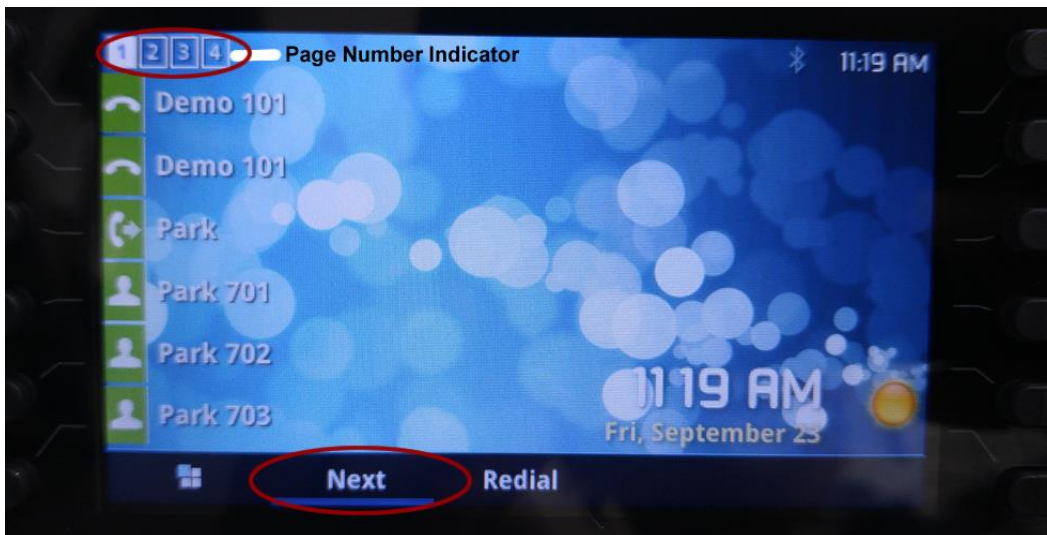 1 2 3 4 Page Number Indicator
11:19 AM
Demo 101
Demo 101
Park
Park 701
Park 702
Park 703
11 19 AM
Fri, September 23
Next Redial